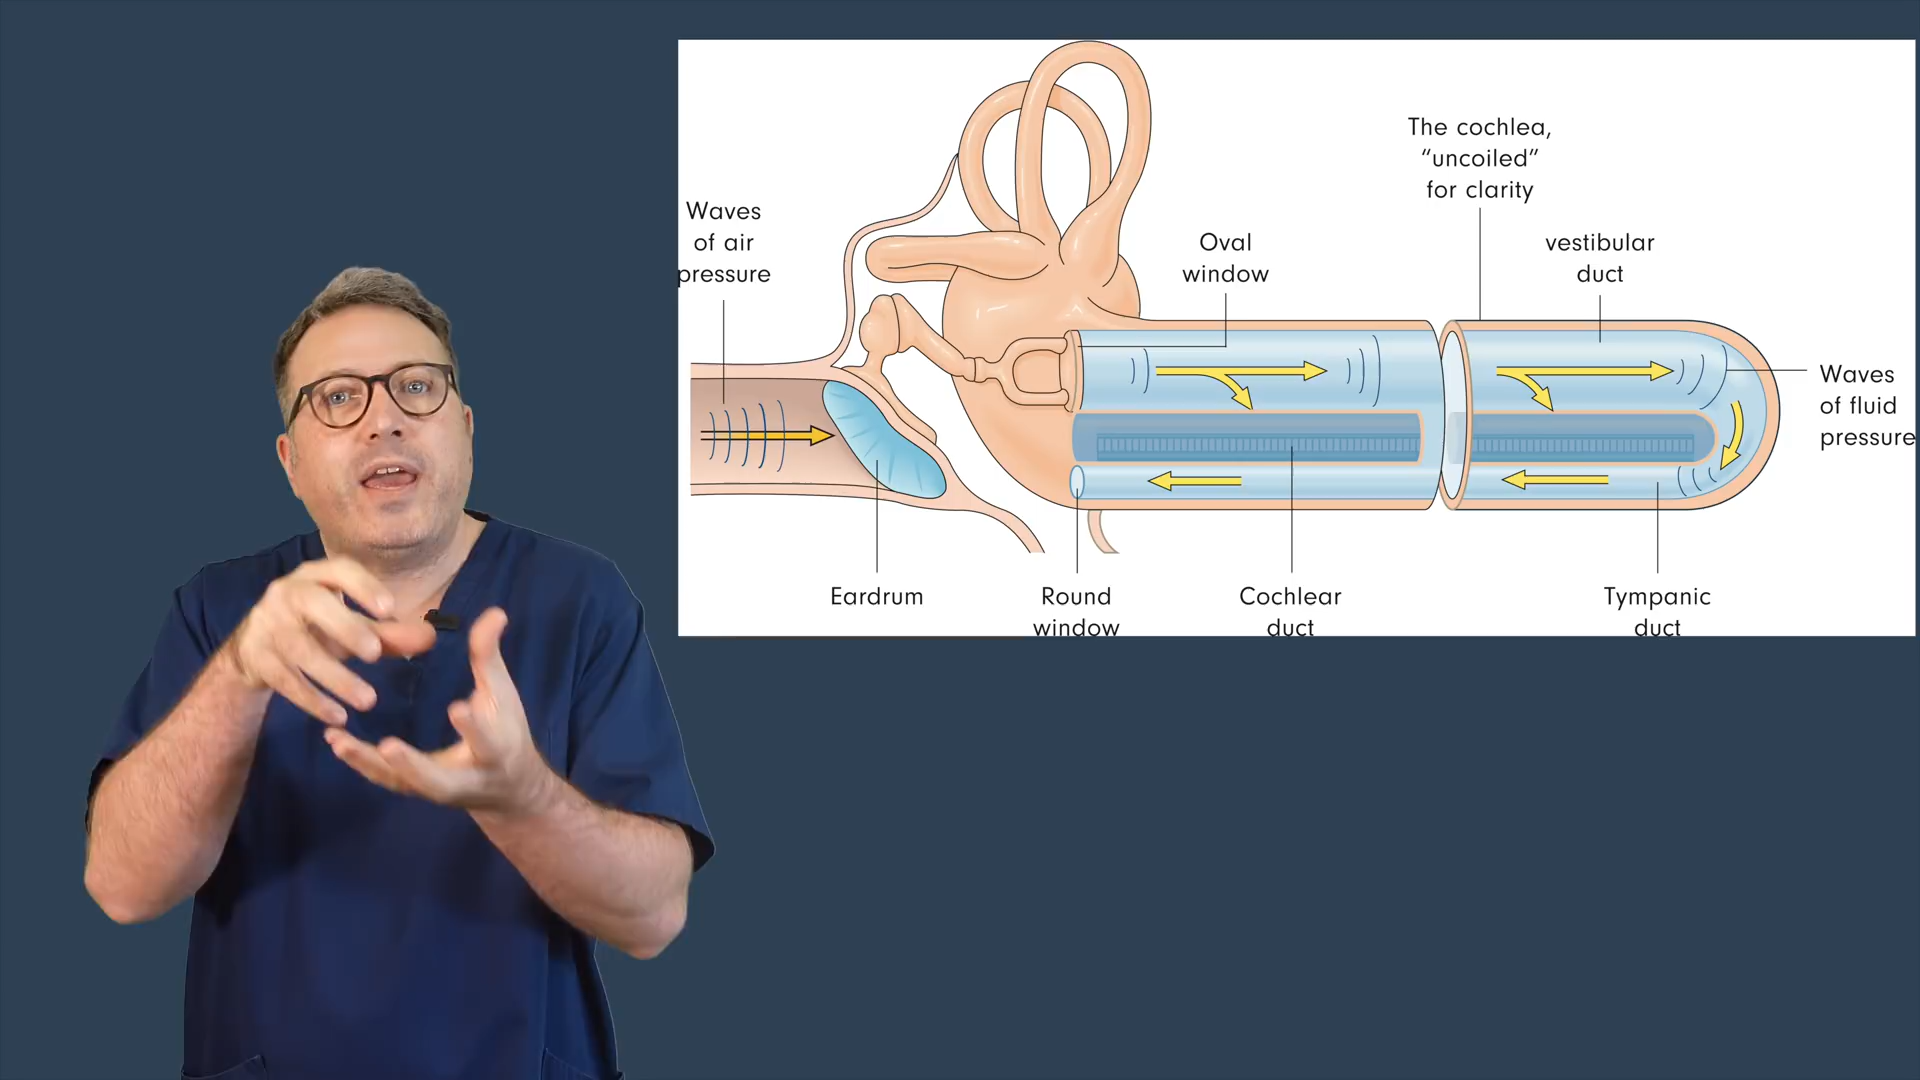 The cochlea,
“uncoiled”
for clarity
Waves
of air
pressure
Oval
window
vestibular
duct
Waves
of fluid
pressure
Eardrum
Round
window
Cochlear
duct
Tympanic
duct